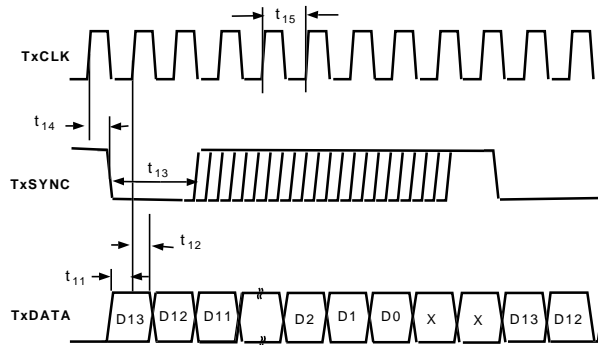 t15
TxCLK
t14
t13
TxSYNC
t12
t11
TxDATA D13 D12 D11 D2 D1 D0 X X D13 D12